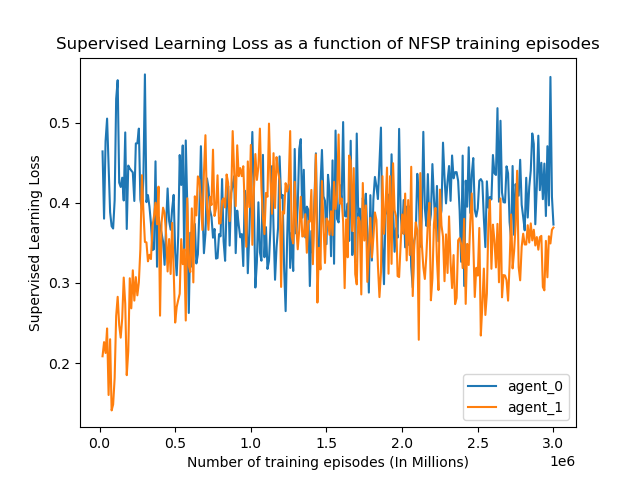 Supervised Learning Loss as a function of NFSP training episodes
Supervised Learning Loss
0.5
0.4
0.3
0.2
agent_0
agent_1
0.0 0.5 1.0 1.5 2.0 2.5 3.0
1e6
Number of training episodes (In Millions)